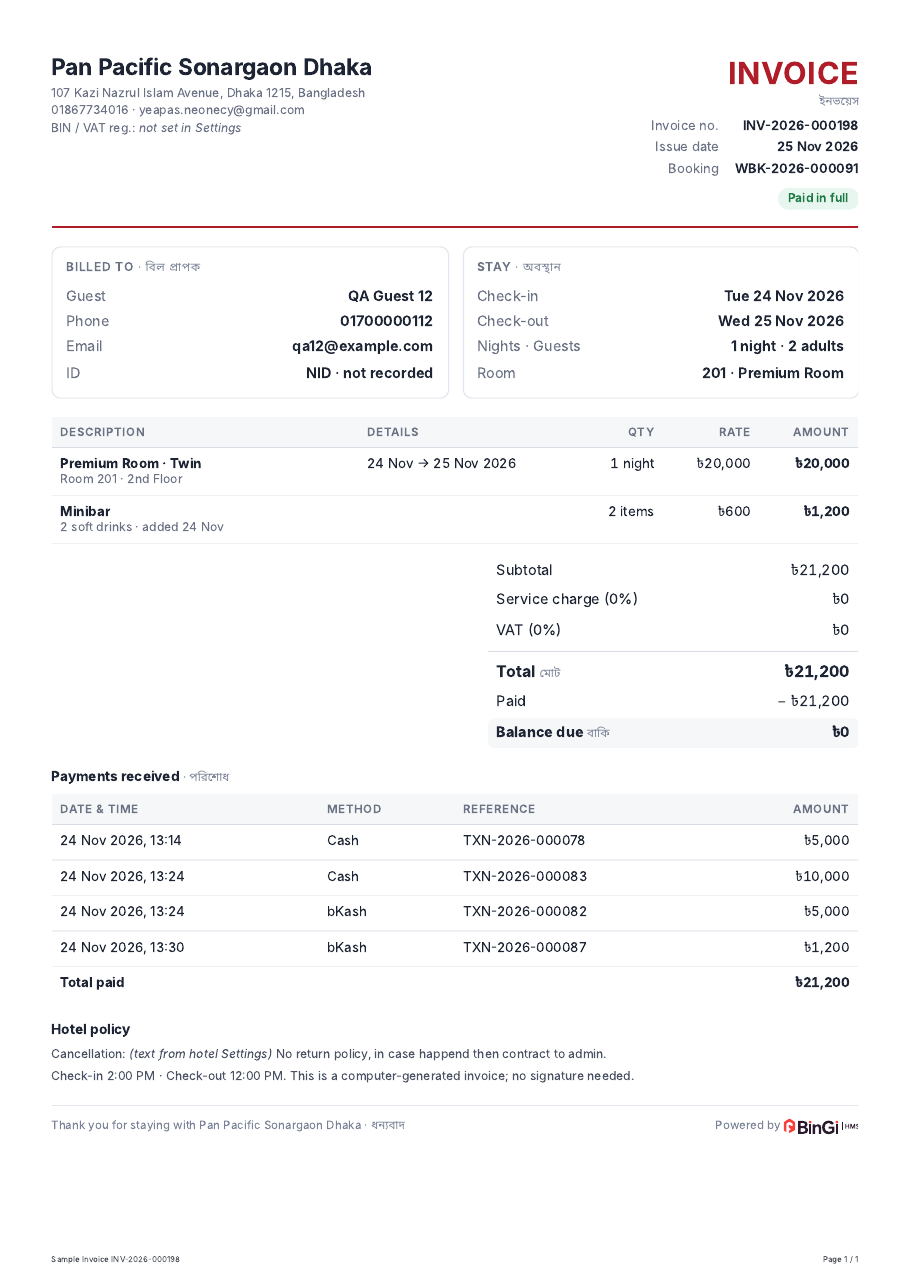 Pan Pacific Sonargaon Dhaka
107 Kazi Nazrul Islam Avenue, Dhaka 1215, Bangladesh
01867734016 · yeapas.neonecy@gmail.com
BIN / VAT reg.: not set in Settings
INVOICE
ইনভয়েস
Invoice no. INV-2026-000198
Issue date 25 Nov 2026
Booking WBK-2026-000091
Paid in full
BILLED TO · বিল প্রাপক
Guest QA Guest 12
Phone 01700000112
Email qa12@example.com
ID NID · not recorded
STAY · অবস্থান
Check-in Tue 24 Nov 2026
Check-out Wed 25 Nov 2026
Nights · Guests 1 night · 2 adults
Room 201 · Premium Room
DESCRIPTION DETAILS QTY RATE AMOUNT
Premium Room · Twin 24 Nov → 25 Nov 2026 1 night ৳20,000 ৳20,000
Room 201 · 2nd Floor
Minibar 2 items ৳600 ৳1,200
2 soft drinks · added 24 Nov
Subtotal ৳21,200
Service charge (0%) ৳0
VAT (0%) ৳0
Total মোট ৳21,200
Paid – ৳21,200
Balance due বাকি ৳0
Payments received · পরিশোধ
DATE & TIME METHOD REFERENCE AMOUNT
24 Nov 2026, 13:14 Cash TXN-2026-000078 ৳5,000
24 Nov 2026, 13:24 Cash TXN-2026-000083 ৳10,000
24 Nov 2026, 13:24 bKash TXN-2026-000082 ৳5,000
24 Nov 2026, 13:30 bKash TXN-2026-000087 ৳1,200
Total paid ৳21,200
Hotel policy
Cancellation: (text from hotel Settings) No return policy, in case happend then contract to admin.
Check-in 2:00 PM · Check-out 12:00 PM. This is a computer-generated invoice; no signature needed.
Thank you for staying with Pan Pacific Sonargaon Dhaka · ধন্যবাদ
Powered by BinGi HMS
Sample Invoice INV-2026-000198
Page 1 / 1